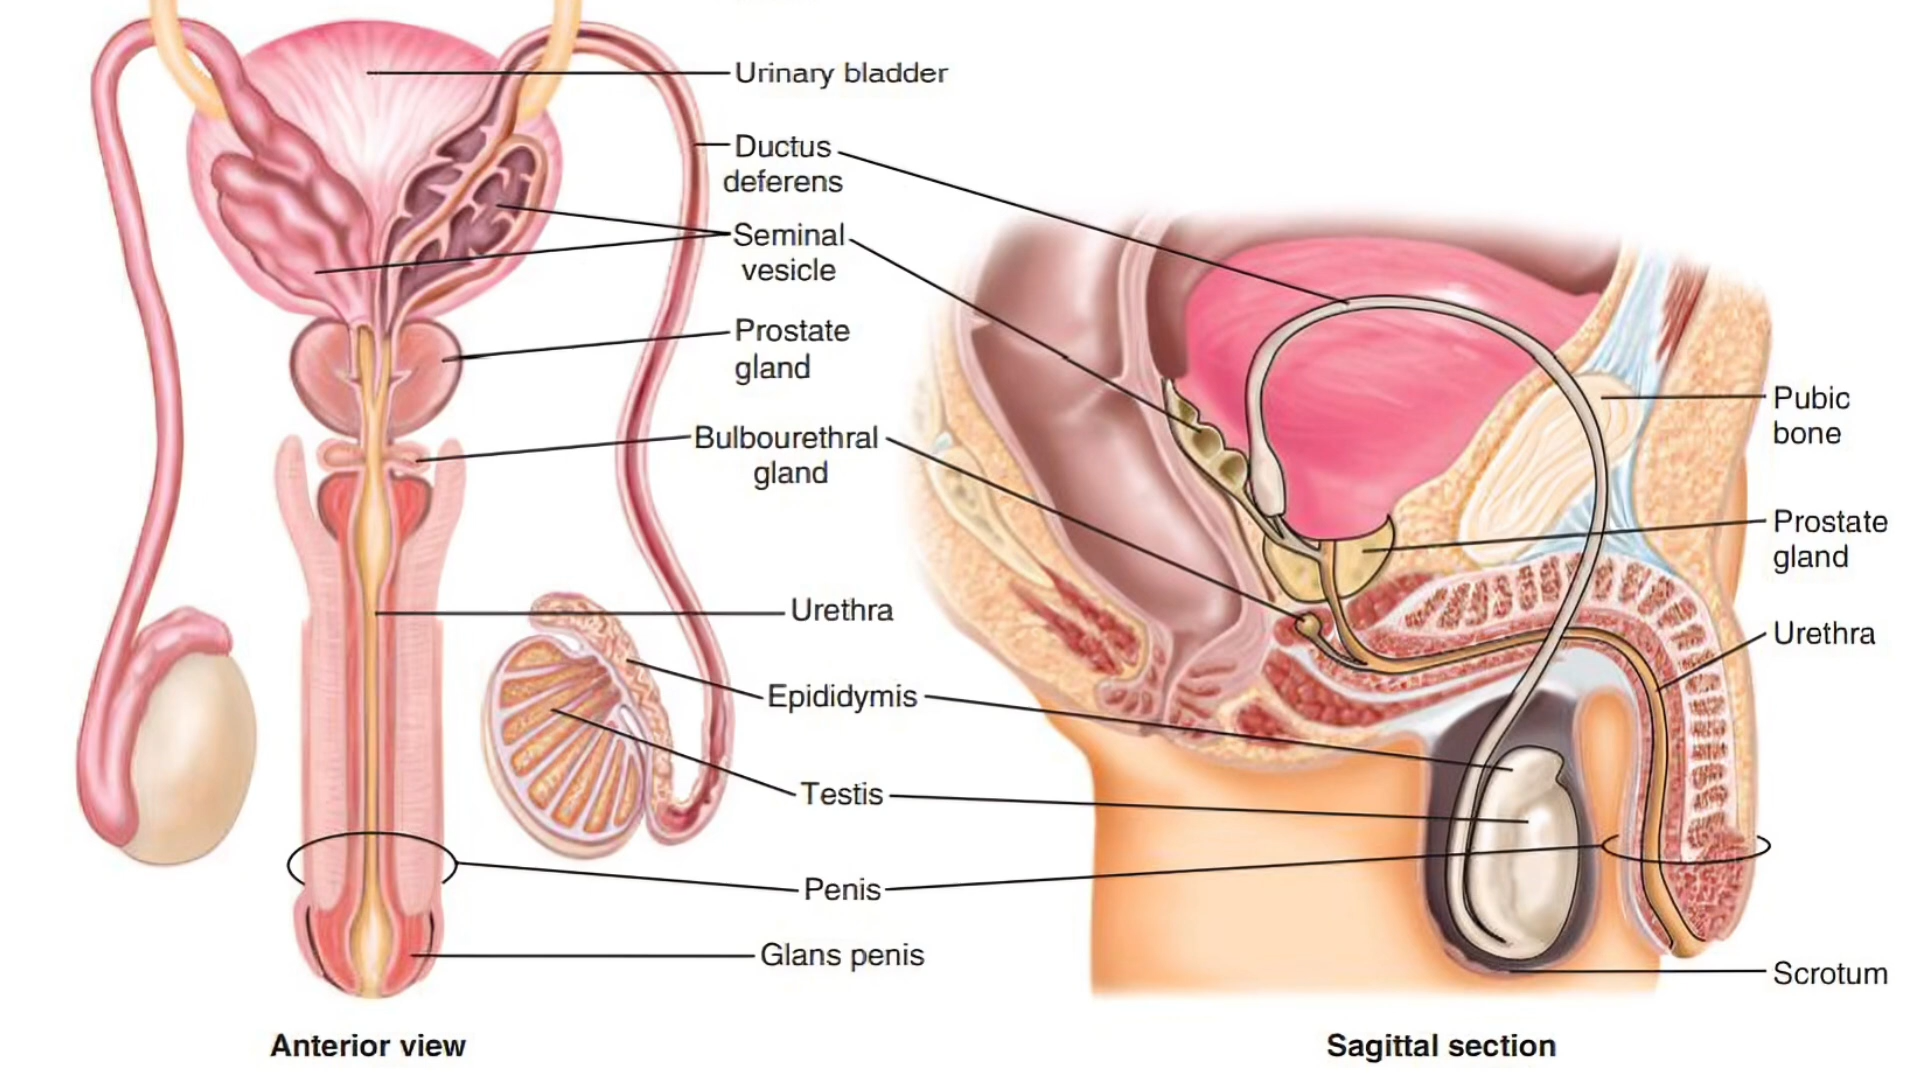 Urinary bladder
Ductus
deferens
Seminal
vesicle
Prostate
gland
Bulbourethral
gland
Urethra
Epididymis
Testis
Penis
Glans penis
Pubic
bone
Prostate
gland
Urethra
Scrotum
Anterior view
Sagittal section